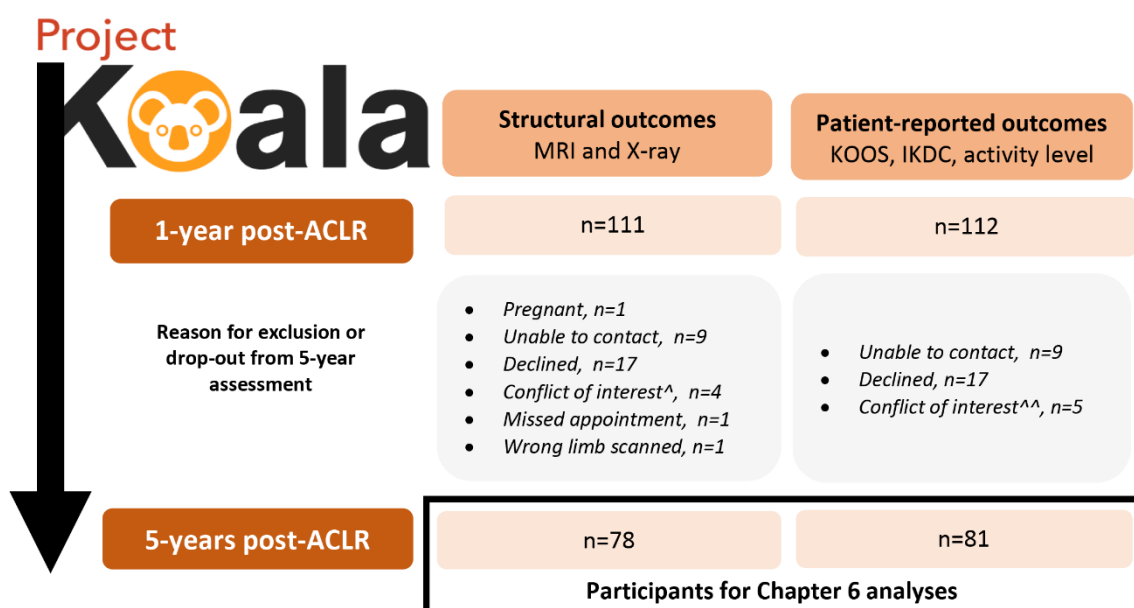 Project
Koala
Structural outcomes
MRI and X-ray
Patient-reported outcomes
KOOS, IKDC, activity level
1-year post-ACLR
n=111
n=112
Reason for exclusion or
drop-out from 5-year
assessment
• Pregnant, n=1
• Unable to contact, n=9
• Declined, n=17
• Conflict of interest^, n=4
• Missed appointment, n=1
• Wrong limb scanned, n=1
• Unable to contact, n=9
• Declined, n=17
• Conflict of interest^^, n=5
5-years post-ACLR
n=78
n=81
Participants for Chapter 6 analyses